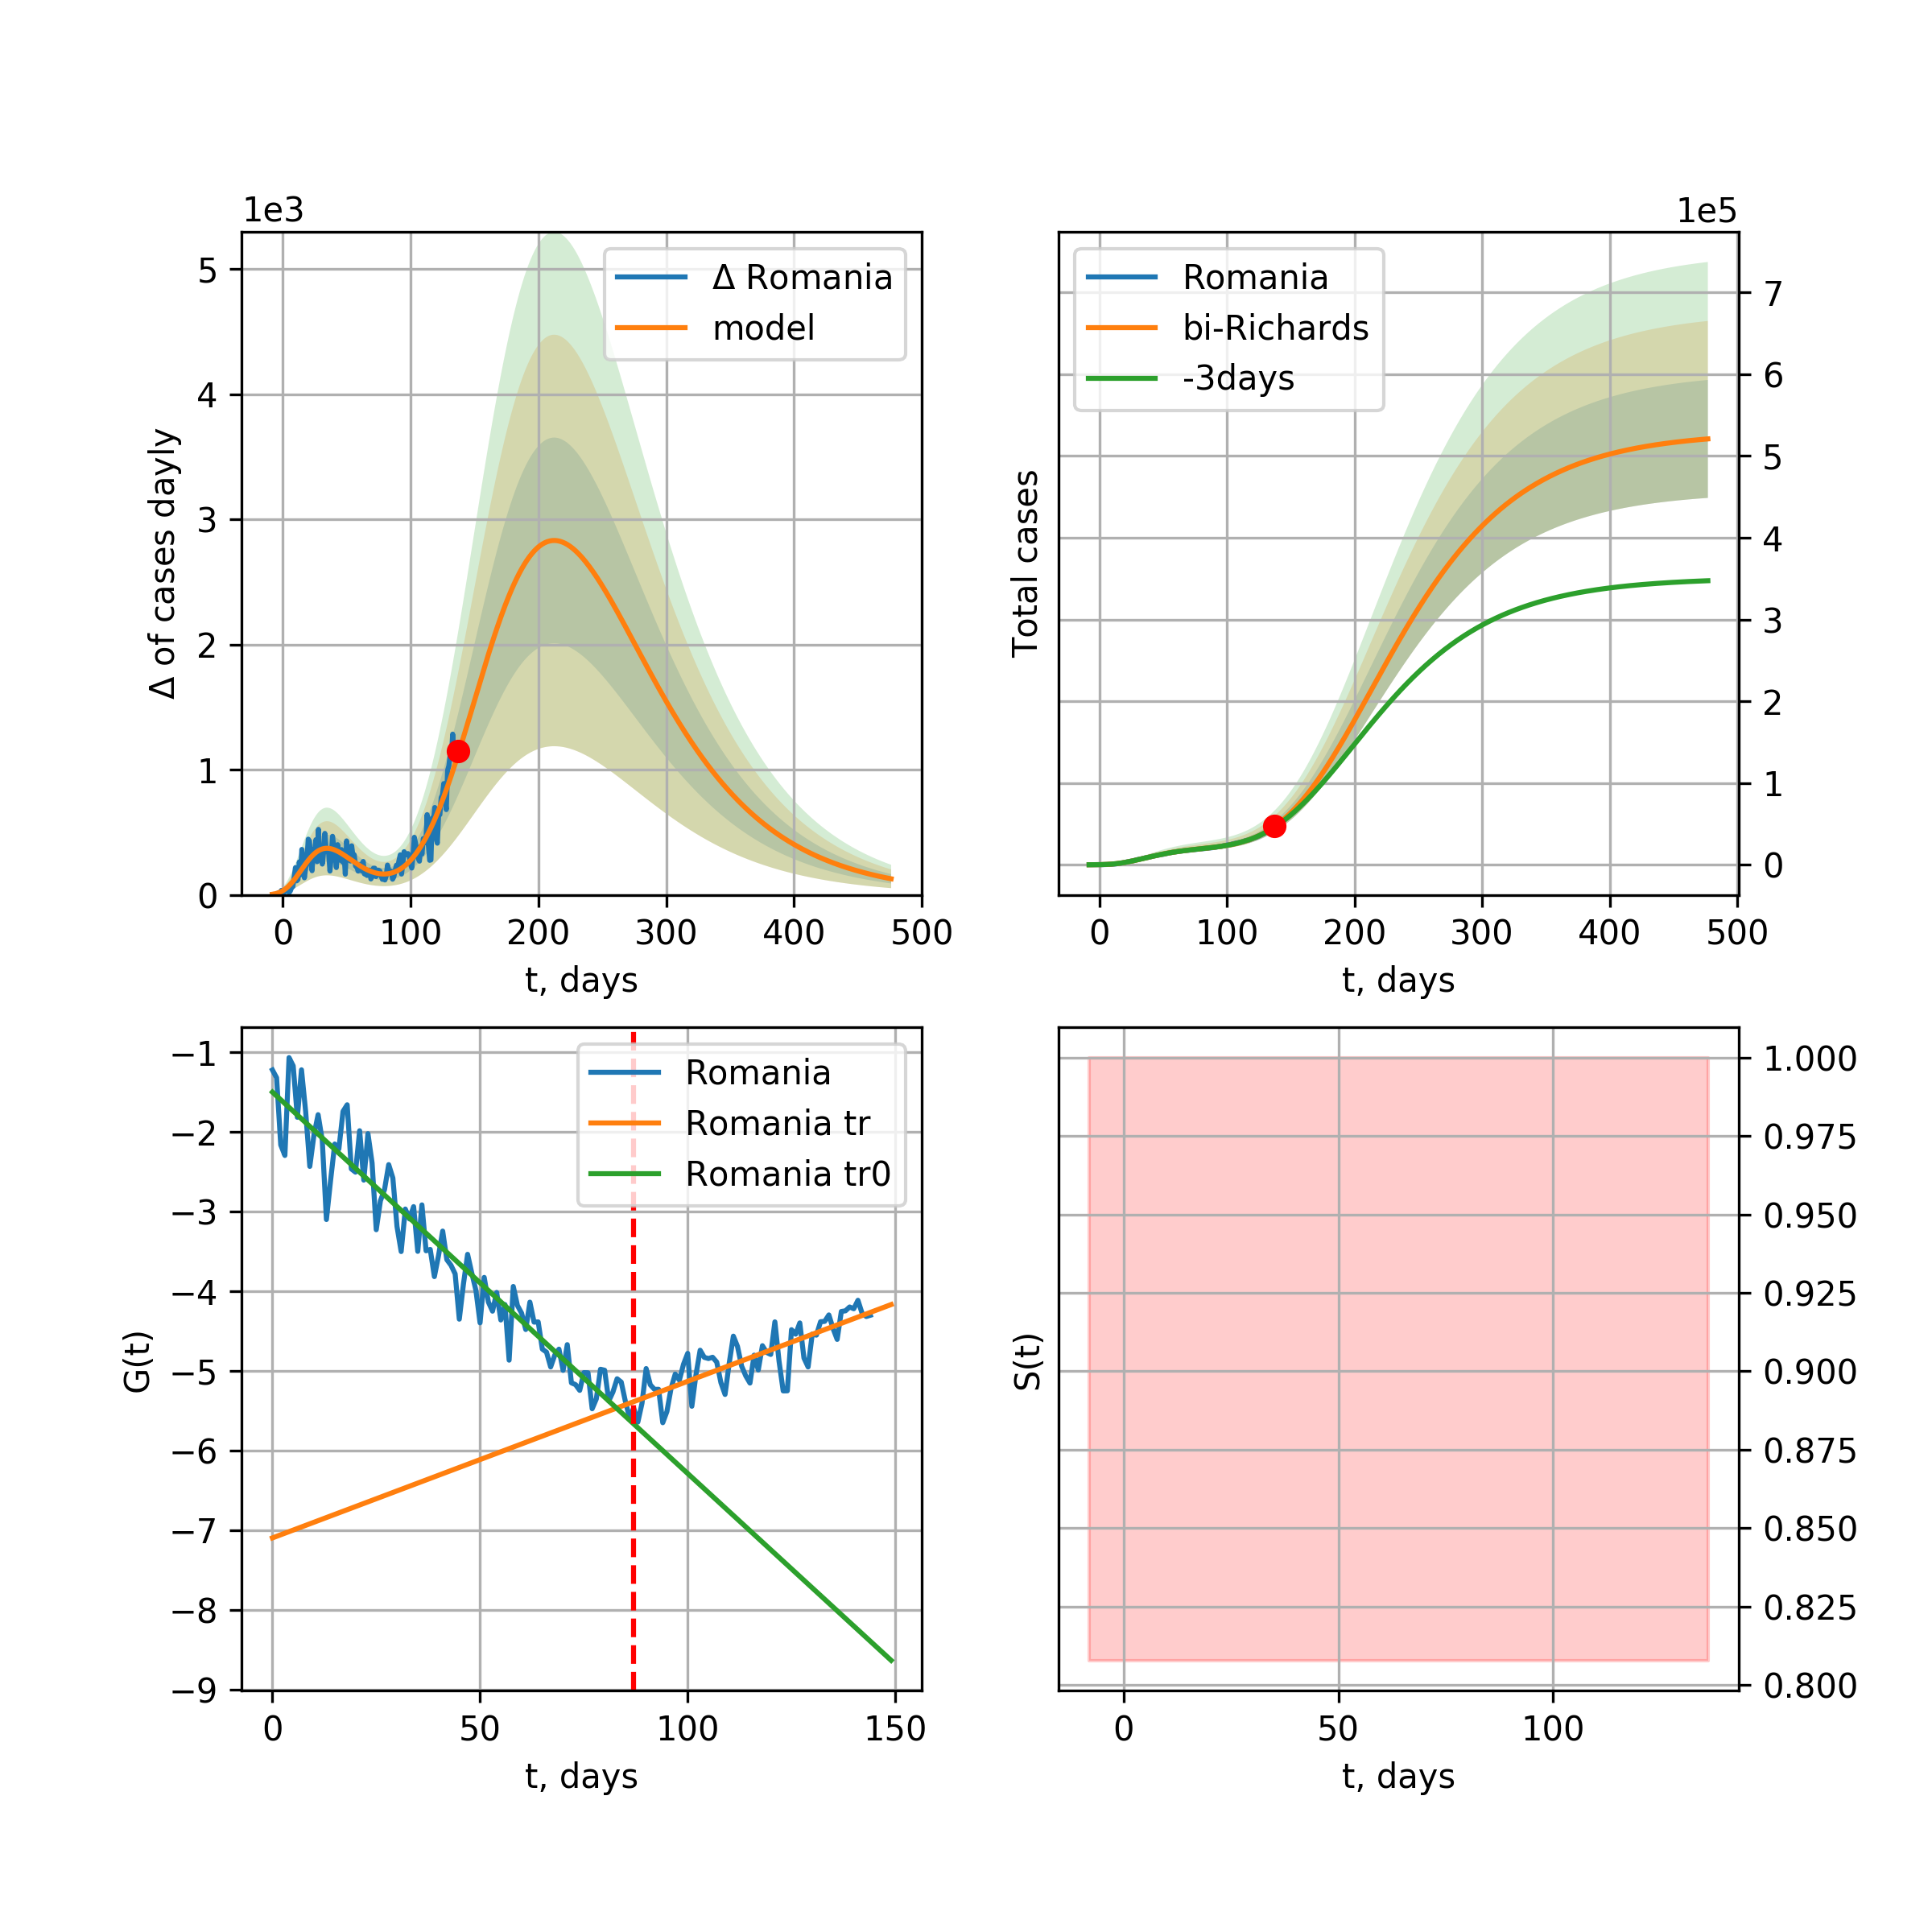 1e3
Δ of cases dayly
5
4
3
2
1
0
Δ Romania
model
0 100 200 300 400 500
t, days
1e5
Total cases
Romania
bi-Richards
-3days
7
6
5
4
3
2
1
0
0 100 200 300 400 500
t, days
G(t)
−1
−2
−3
−4
−5
−6
−7
−8
−9
Romania
Romania tr
Romania tr0
0 50 100 150
t, days
S(t)
1.000
0.975
0.950
0.925
0.900
0.875
0.850
0.825
0.800
0 50 100
t, days